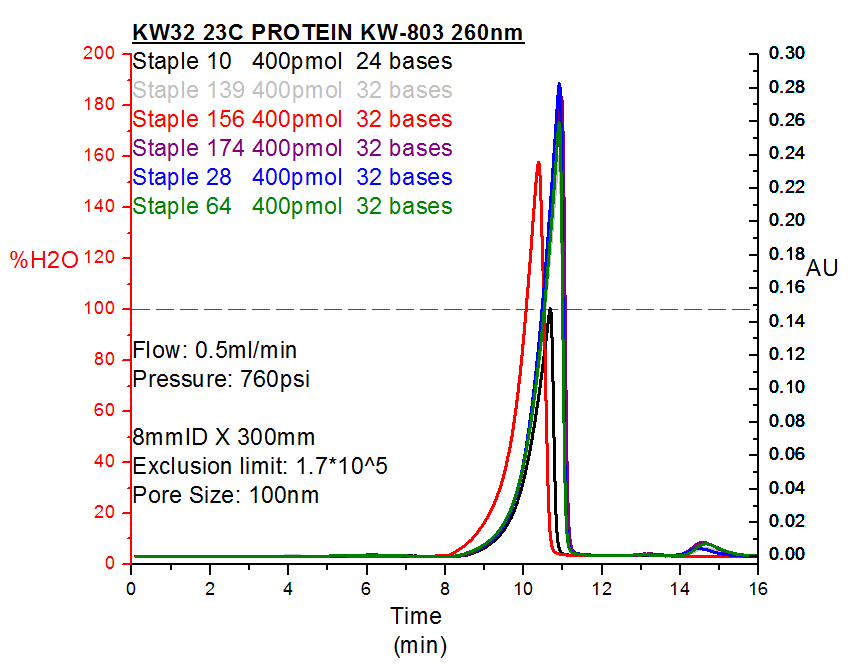 KW32 23C PROTEIN KW-803 260nm
Staple 10 400pmol 24 bases
Staple 139 400pmol 32 bases
Staple 156 400pmol 32 bases
Staple 174 400pmol 32 bases
Staple 28 400pmol 32 bases
Staple 64 400pmol 32 bases
200
180
160
140
%H2O 120
100
80
60
40
20
0
Flow: 0.5ml/min
Pressure: 760psi
8mmID X 300mm
Exclusion limit: 1.7*10^5
Pore Size: 100nm
0.30
0.28
0.26
0.24
0.22
0.20
0.18
AU
0.16
0.14
0.12
0.10
0.08
0.06
0.04
0.02
0.00
0 2 4 6 8 10 12 14 16
Time
(min)